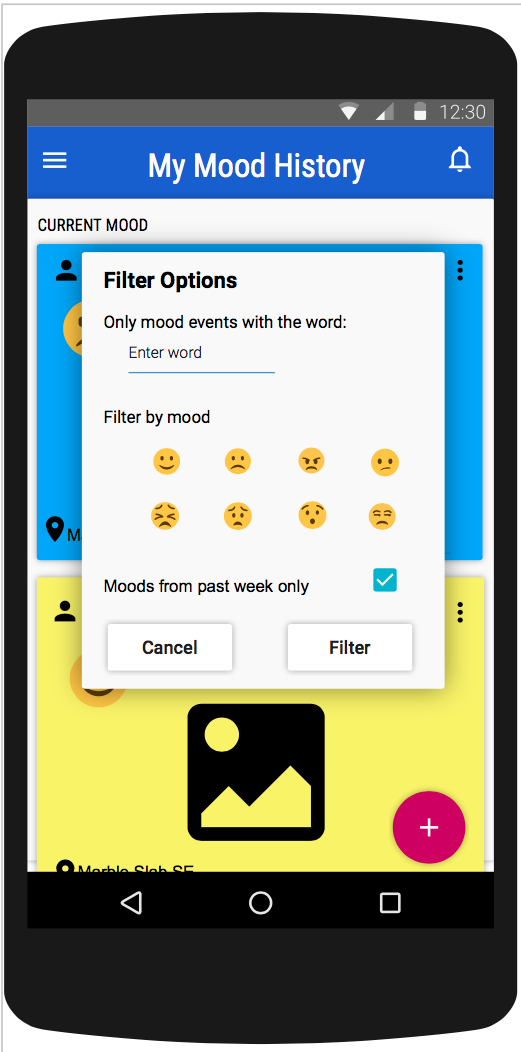 12:30
My Mood History
CURRENT MOOD
Filter Options
Only mood events with the word:
Enter word
Filter by mood
Moods from past week only
Cancel
Filter
Marble Slab SE